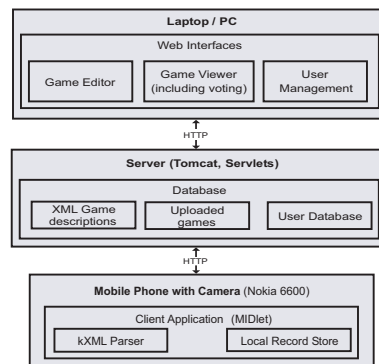 Laptop / PC
Web Interfaces
Game Editor
Game Viewer
(including voting)
User
Management
HTTP
Server (Tomcat, Servlets)
Database
XML Game
descriptions
Uploaded
games
User Database
HTTP
Mobile Phone with Camera (Nokia 6600)
Client Application (MIDlet)
kXML Parser
Local Record Store